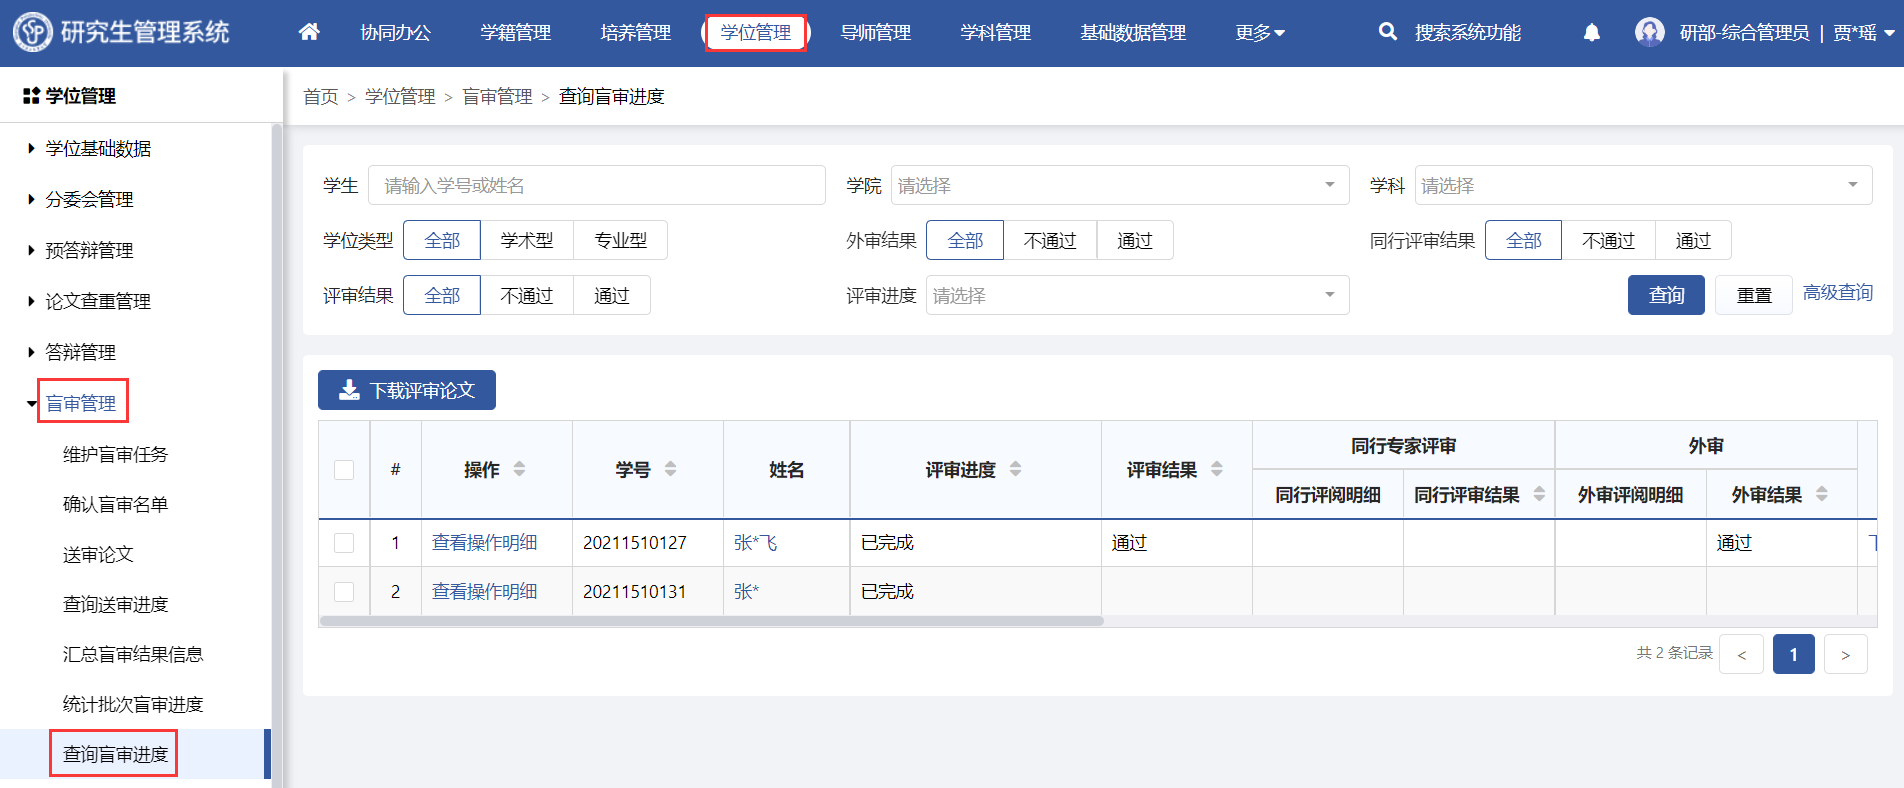 研究生管理系统
协同办公 学籍管理 培养管理 学位管理 导师管理 学科管理 基础数据管理 更多 搜索系统功能 研部-综合管理员 | 贾*瑶
学位管理
首页 > 学位管理 > 盲审管理 > 查询盲审进度
学位基础数据
分委会管理
预答辩管理
论文查重管理
答辩管理
盲审管理
维护盲审任务
确认盲审名单
送审论文
查询送审进度
汇总盲审结果信息
统计批次盲审进度
查询盲审进度
学生 请输入学号或姓名 学院 请选择 学科 请选择
学位类型 全部 学术型 专业型 外审结果 全部 不通过 通过 同行评审结果 全部 不通过 通过
评审结果 全部 不通过 通过 评审进度 请选择 查询 重置 高级查询
下载评审论文
# 操作 学号 姓名 评审进度 评审结果 同行专家评审 外审
同行评阅明细 同行评审结果 外审评阅明细 外审结果
1 查看操作明细 20211510127 张*飞 已完成 通过 通过
2 查看操作明细 20211510131 张* 已完成
共 2 条记录 < 1 >